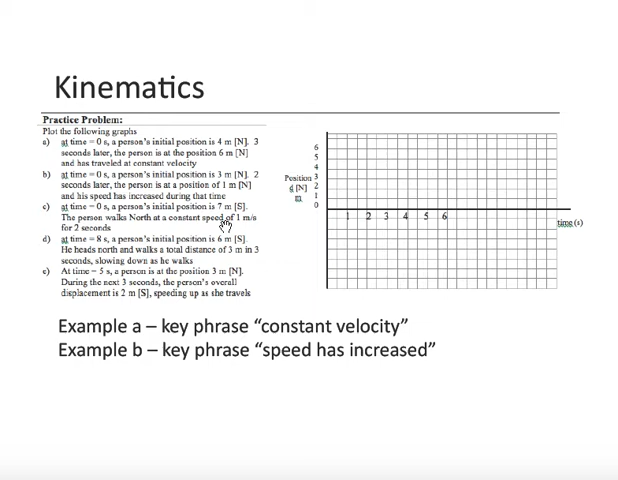 Kinematics
Practice Problem:
Plot the following graphs
a) at time = 0 s, a person's initial position is 4 m [N]. 3
seconds later, the person is at the position 6 m [N]
and has traveled at constant velocity
b) at time = 0 s, a person's initial position is 3 m [N]. 2
seconds later, the person is at a position of 1 m [N]
and his speed has increased during that time
c) at time = 0 s, a person's initial position is 7 m [S].
The person walks North at a constant speed of 1 m/s
for 2 seconds
d) at time = 8 s, a person's initial position is 6 m [S].
He heads north and walks a total distance of 3 m in 3
seconds, slowing down as he walks
e) At time = 5 s, a person is at the position 3 m [N].
During the next 3 seconds, the person's overall
displacement is 2 m [S], speeding up as she travels
6
5
4
Position 3
d [N] 2
m 1
0
1 2 3 4 5 6
time (s)
Example a – key phrase “constant velocity”
Example b – key phrase “speed has increased”